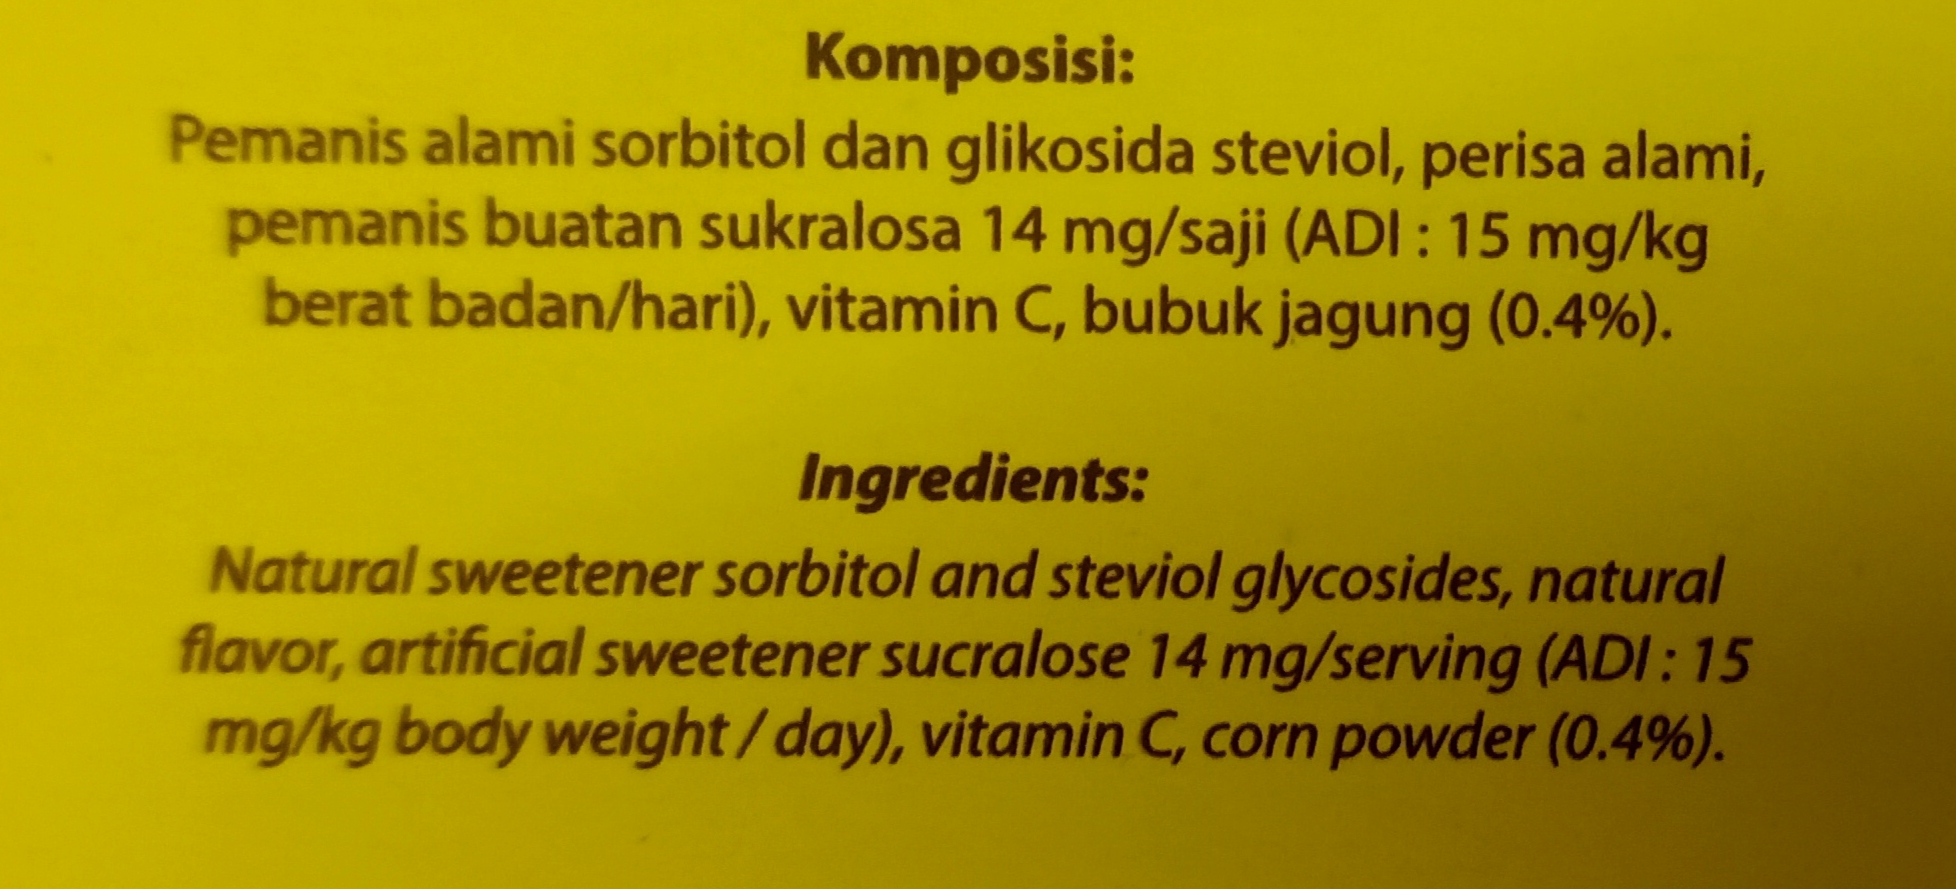 Komposisi:
Pemanis alami sorbitol dan glikosida steviol, perisa alami,
pemanis buatan sukralosa 14 mg/saji (ADI : 15 mg/kg
berat badan/hari), vitamin C, bubuk jagung (0.4%).
Ingredients:
Natural sweetener sorbitol and steviol glycosides, natural
flavor, artificial sweetener sucralose 14 mg/serving (ADI : 15
mg/kg body weight / day), vitamin C, corn powder (0.4%).